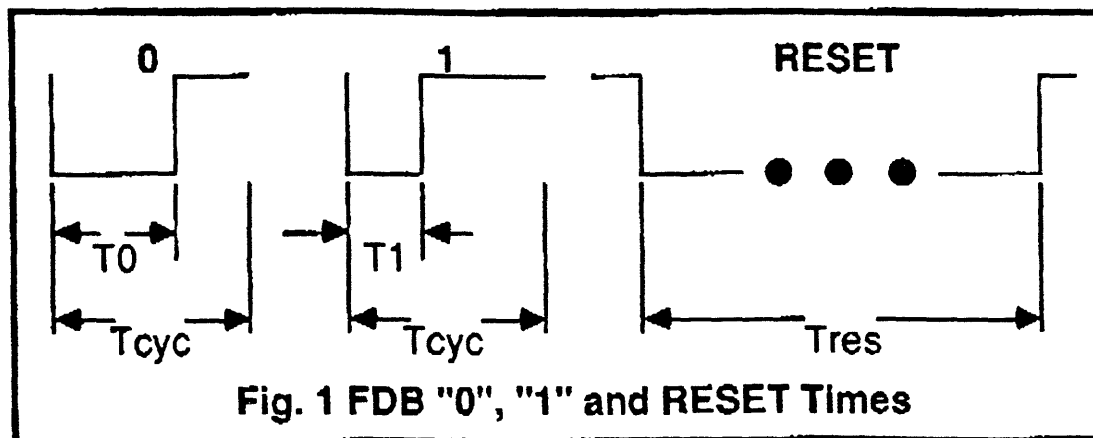 0 1 RESET
T0 T1
Tcyc Tcyc Tres
Fig. 1 FDB "0", "1" and RESET Times